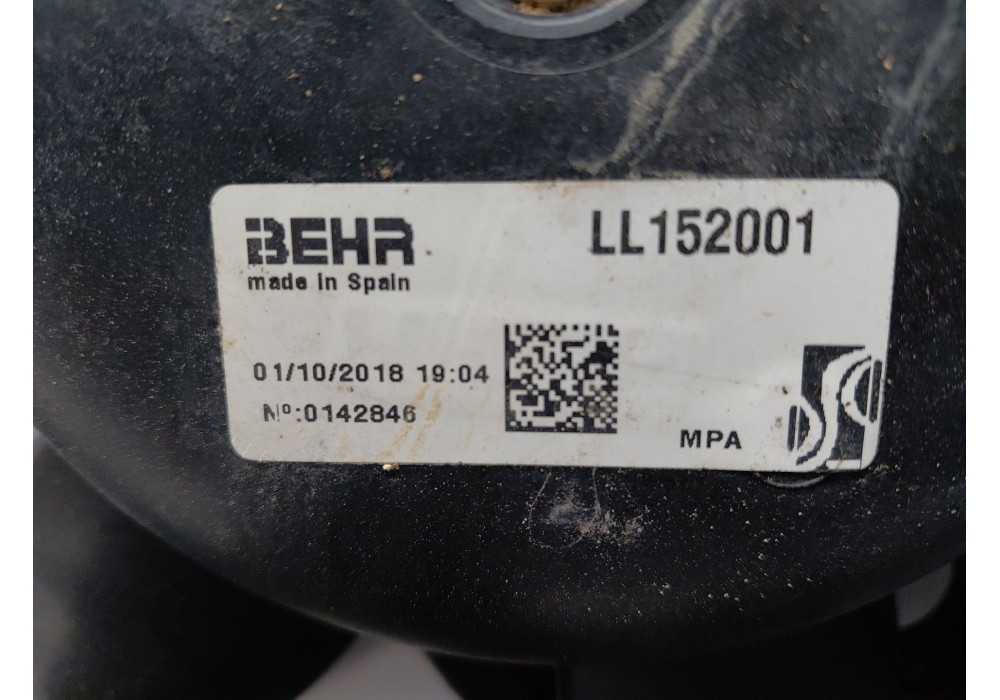 BEHR
made in Spain
LL152001
01/10/2018 19:04
Nº:0142846
MPA